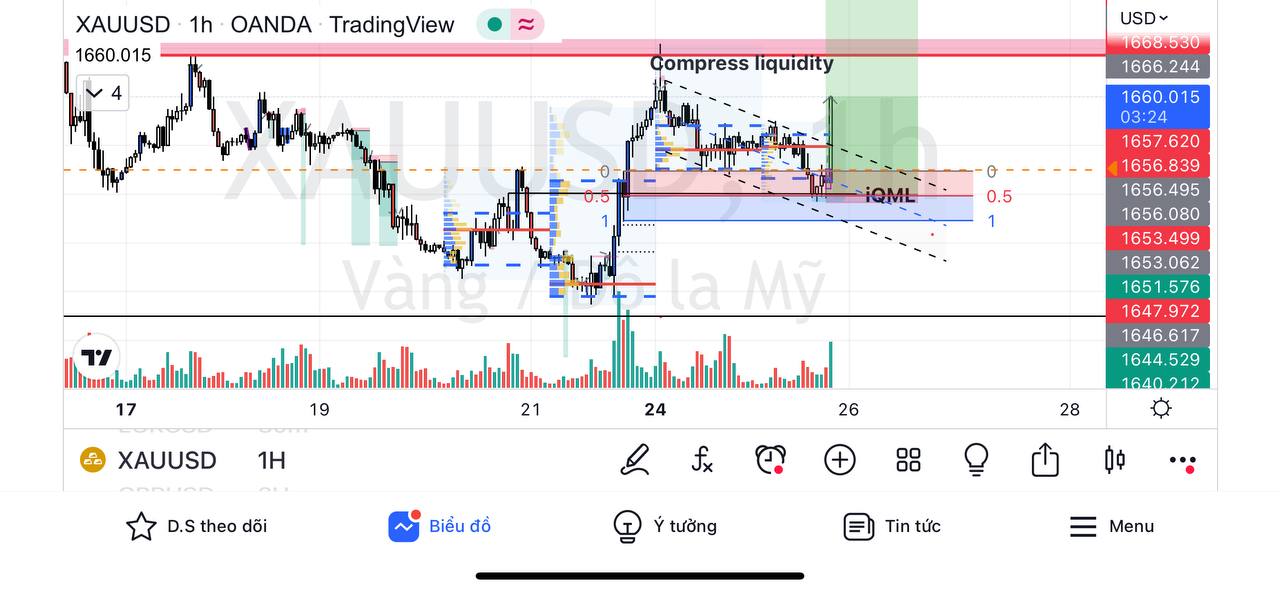 XAUUSD · 1h · OANDA · TradingView
1660.015
4
Compress liquidity
XAUUSD, 1h
Vàng / Đô la Mỹ
0
0.5
1
iQML
0
0.5
1
USD
1668.530
1666.244
1660.015
03:24
1657.620
1656.839
1656.495
1656.080
1653.499
1653.062
1651.576
1647.972
1646.617
1644.529
1640.212
17 19 21 24 26 28
XAUUSD 1H
D.S theo dõi
Biểu đồ
Ý tưởng
Tin tức
Menu